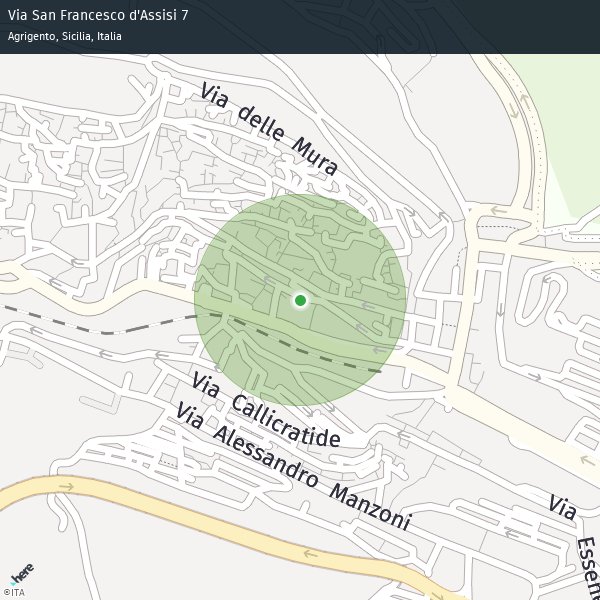 Via San Francesco d'Assisi 7
Agrigento, Sicilia, Italia
Via delle Mura
Via Callicratide
Via Alessandro Manzoni
Via Essene
here
©ITA